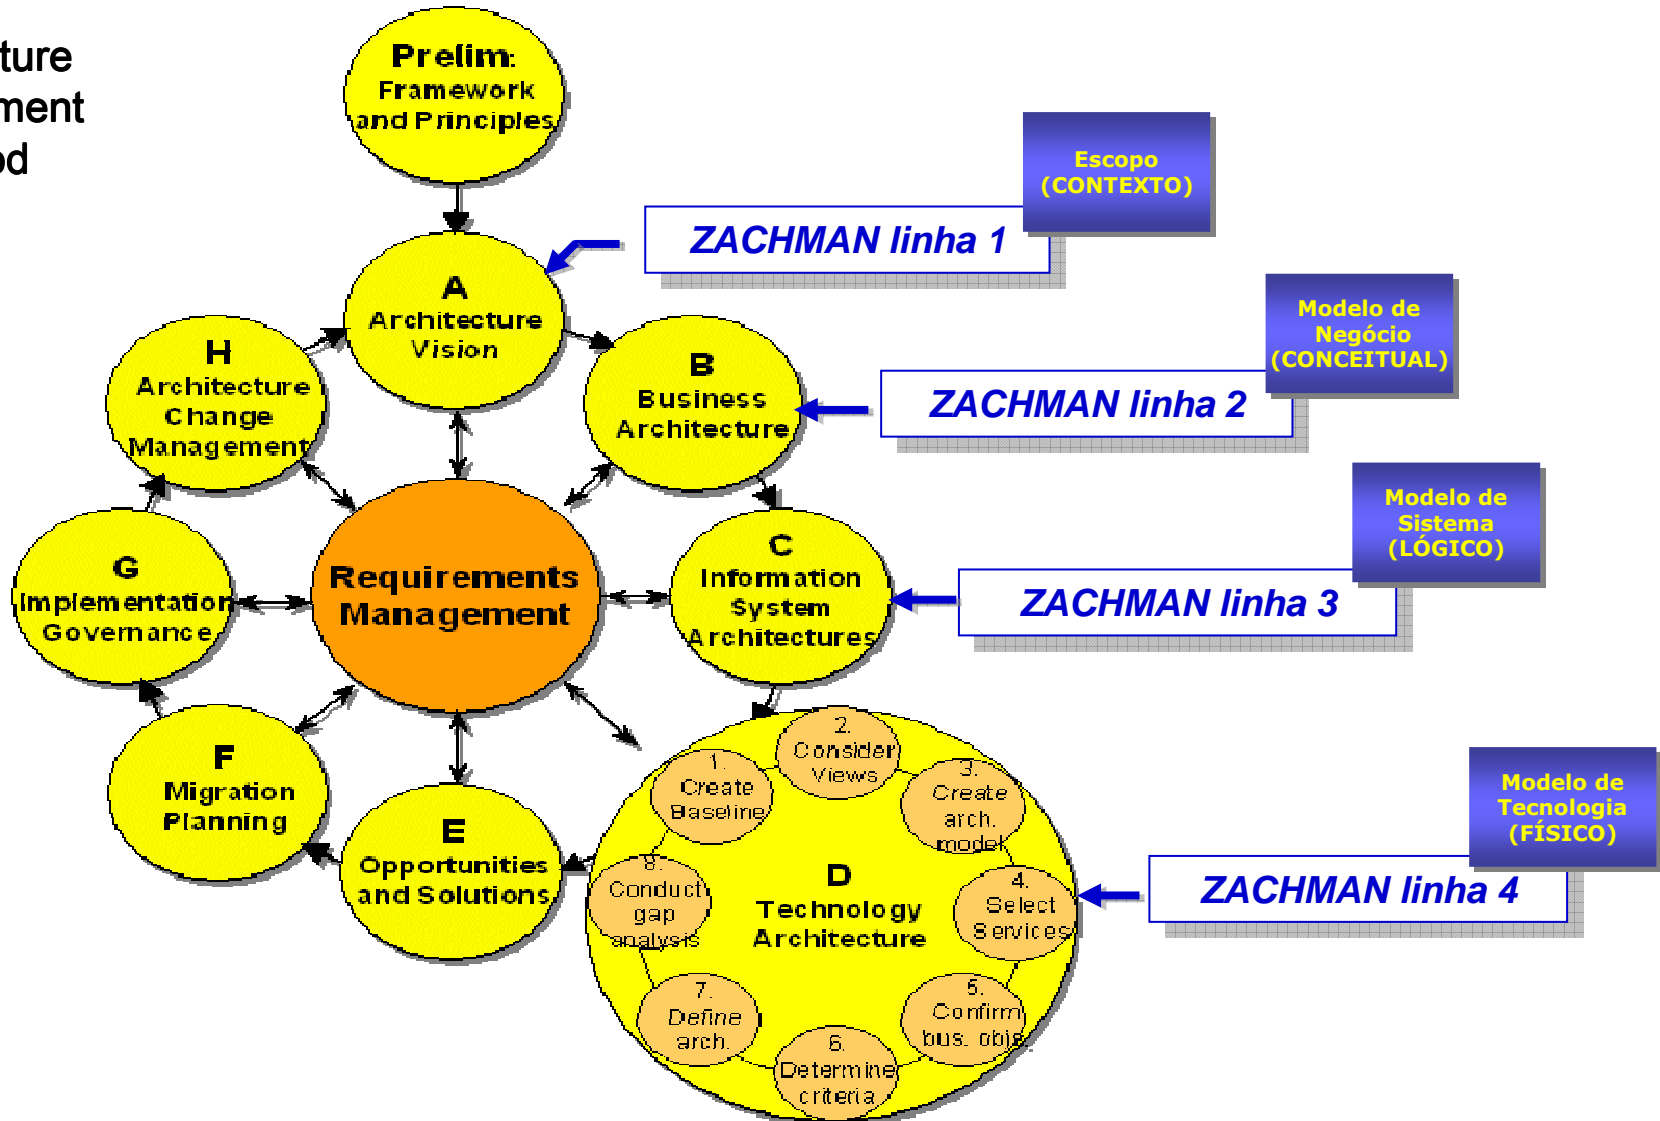 ture
ment
od
Prelim:
Framework
and Principles
A
Architecture
Vision
B
Business
Architecture
C
Information
System
Architectures
D
Technology
Architecture
1.
Create
Baseline
2.
Consider
Views
3.
Create
arch.
model
4.
Select
Services
5.
Confirm
bus. objs.
6.
Determine
criteria
7.
Define
arch.
8.
Conduct
gap
analysis
E
Opportunities
and Solutions
F
Migration
Planning
G
Implementation
Governance
H
Architecture
Change
Management
Requirements
Management
ZACHMAN linha 1
Escopo
(CONTEXTO)
ZACHMAN linha 2
Modelo de
Negócio
(CONCEITUAL)
ZACHMAN linha 3
Modelo de
Sistema
(LÓGICO)
ZACHMAN linha 4
Modelo de
Tecnologia
(FÍSICO)